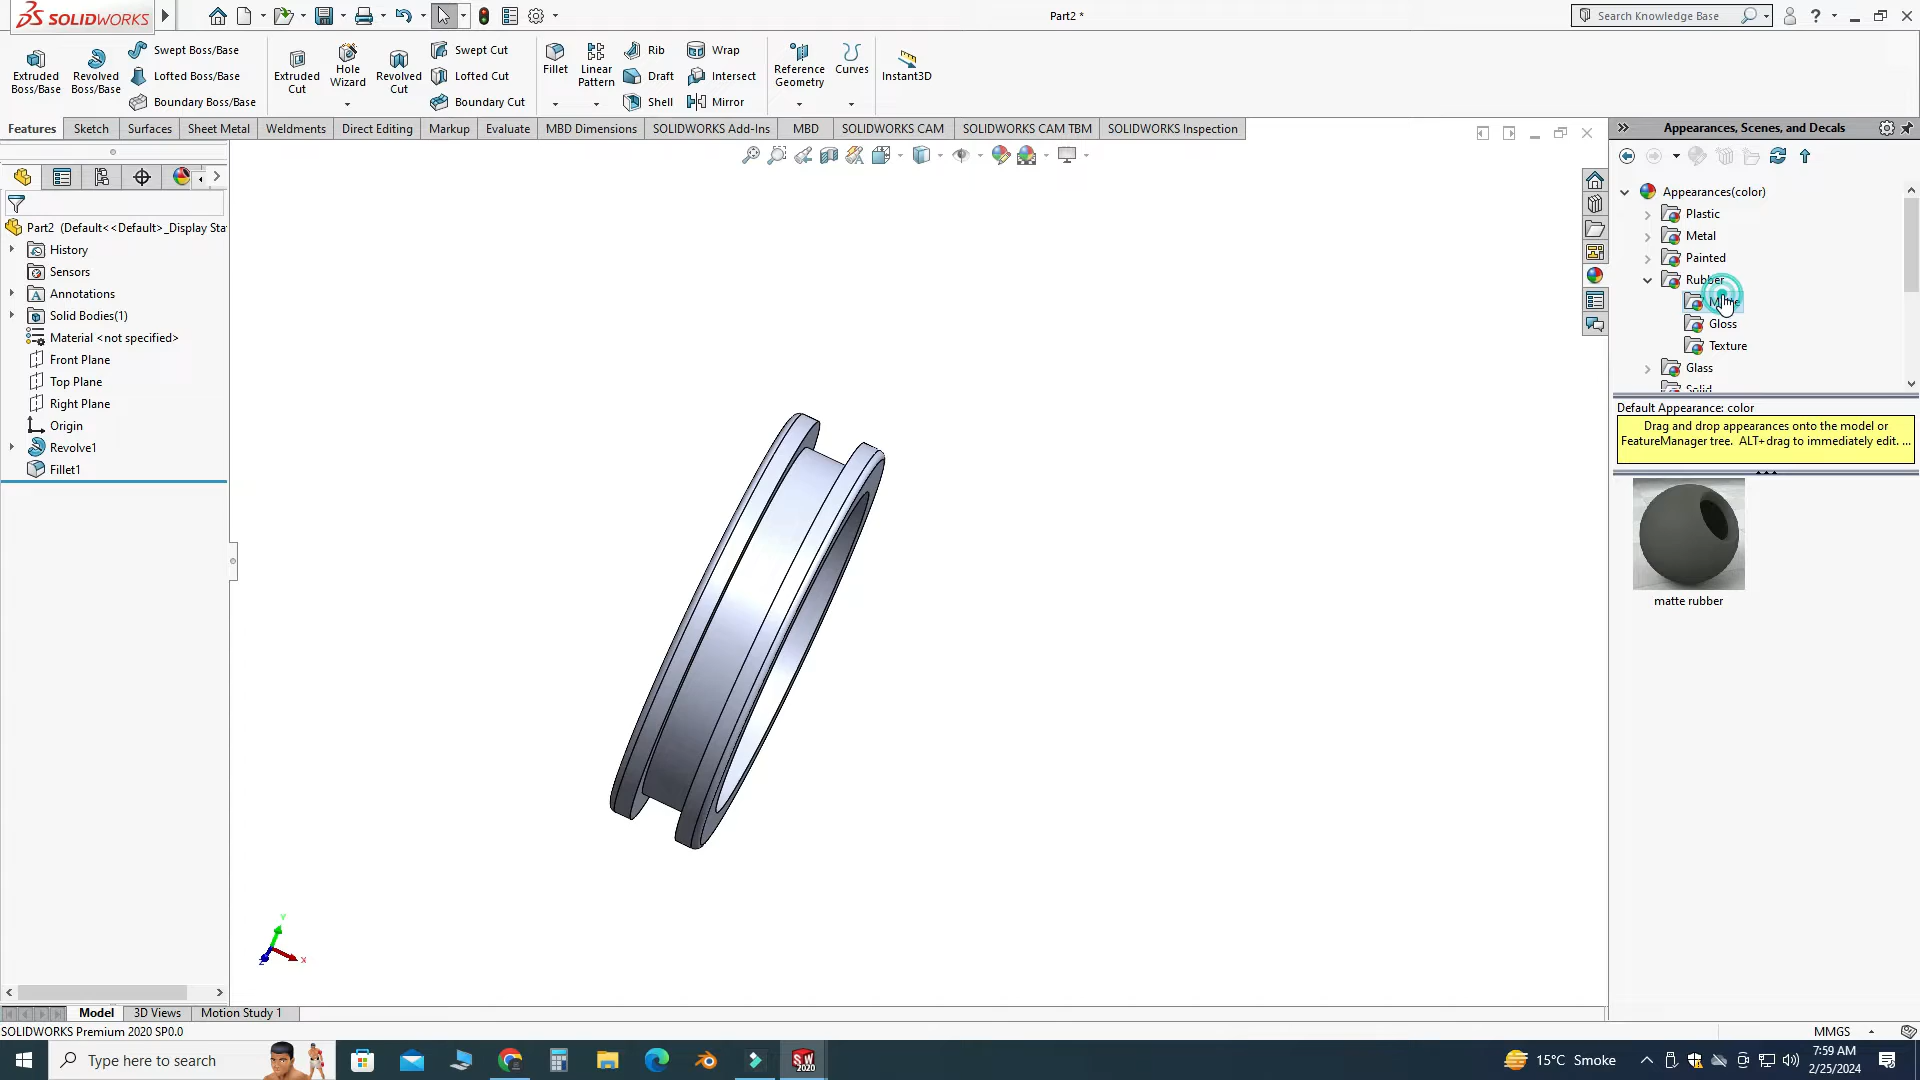 SOLIDWORKS
Part2 *
Search Knowledge Base
Extruded Boss/Base
Revolved Boss/Base
Swept Boss/Base
Lofted Boss/Base
Boundary Boss/Base
Extruded Cut
Hole Wizard
Revolved Cut
Swept Cut
Lofted Cut
Boundary Cut
Fillet
Linear Pattern
Rib
Draft
Shell
Wrap
Intersect
Mirror
Reference Geometry
Curves
Instant3D
Features
Sketch
Surfaces
Sheet Metal
Weldments
Direct Editing
Markup
Evaluate
MBD Dimensions
SOLIDWORKS Add-Ins
MBD
SOLIDWORKS CAM
SOLIDWORKS CAM TBM
SOLIDWORKS Inspection
Part2 (Default<<Default>_Display Sta
History
Sensors
Annotations
Solid Bodies(1)
Material <not specified>
Front Plane
Top Plane
Right Plane
Origin
Revolve1
Fillet1
Y
X
Z
Appearances, Scenes, and Decals
Appearances(color)
Plastic
Metal
Painted
Rubber
Gloss
Texture
Glass
Solid
Default Appearance: color
Drag and drop appearances onto the model or
FeatureManager tree. ALT+drag to immediately edit. ...
matte rubber
Model
3D Views
Motion Study 1
SOLIDWORKS Premium 2020 SP0.0
MMGS
Type here to search
SW
2020
15°C Smoke
7:59 AM
2/25/2024